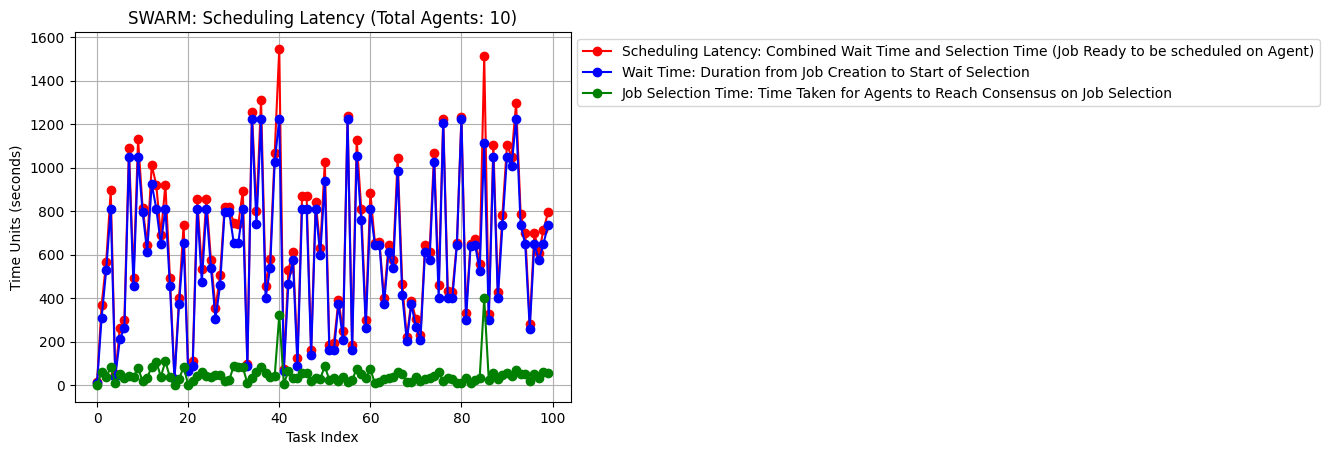 SWARM: Scheduling Latency (Total Agents: 10)
Scheduling Latency: Combined Wait Time and Selection Time (Job Ready to be scheduled on Agent)
Wait Time: Duration from Job Creation to Start of Selection
Job Selection Time: Time Taken for Agents to Reach Consensus on Job Selection
Time Units (seconds)
1600
1400
1200
1000
800
600
400
200
0
0 20 40 60 80 100
Task Index